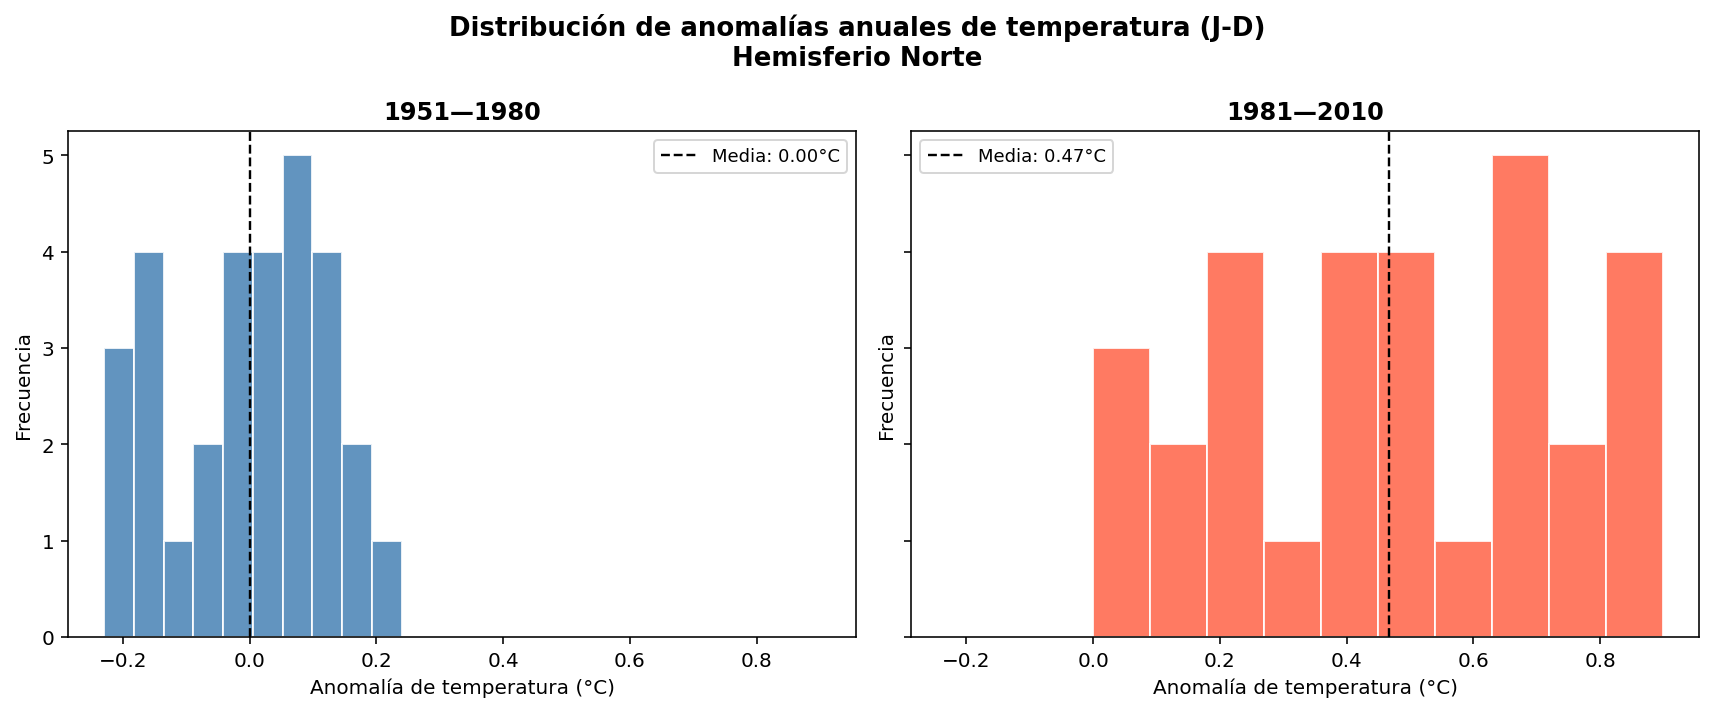 Distribución de anomalías anuales de temperatura (J-D)
Hemisferio Norte
1951—1980
Media: 0.00°C
Frecuencia
5
4
3
2
1
0
−0.2 0.0 0.2 0.4 0.6 0.8
Anomalía de temperatura (°C)
1981—2010
Media: 0.47°C
Frecuencia
−0.2 0.0 0.2 0.4 0.6 0.8
Anomalía de temperatura (°C)